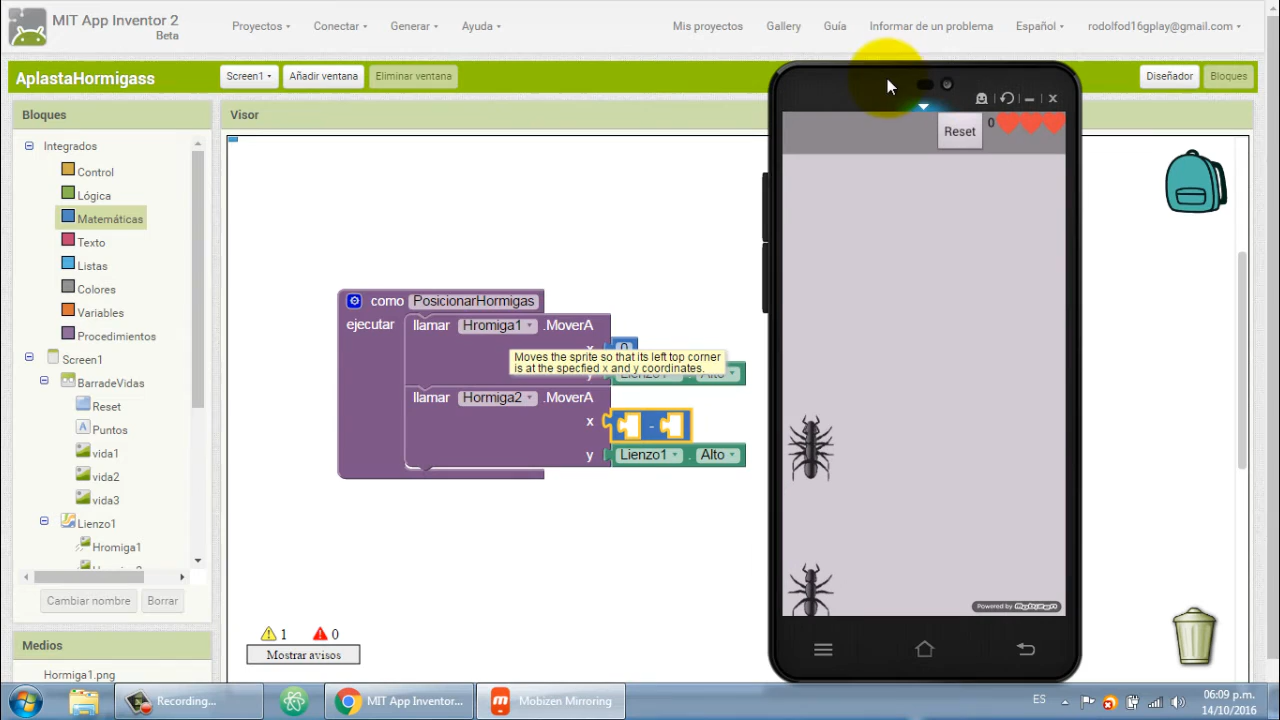 MIT App Inventor 2
Beta
Proyectos Conectar Generar Ayuda Mis proyectos Gallery Guía Informar de un problema Español rodolfod16gplay@gmail.com
AplastaHormigass Screen1 Añadir ventana Eliminar ventana Diseñador Bloques
Bloques Visor
Integrados
Control
Lógica
Matemáticas
Texto
Listas
Colores
Variables
Procedimientos
Screen1
BarradeVidas
Reset
Puntos
vida1
vida2
vida3
Lienzo1
Hromiga1
Cambiar nombre Borrar
Medios
Hormiga1.png
como PosicionarHormigas
ejecutar llamar Hromiga1 .MoverA
Moves the sprite so that its left top corner
is at the specfied x and y coordinates.
llamar Hormiga2 .MoverA
x -
y Lienzo1 . Alto
1 0
Mostrar avisos
Reset 0
Powered by Mobizen
Recording... MIT App Inventor... Mobizen Mirroring ES 06:09 p.m.
14/10/2016